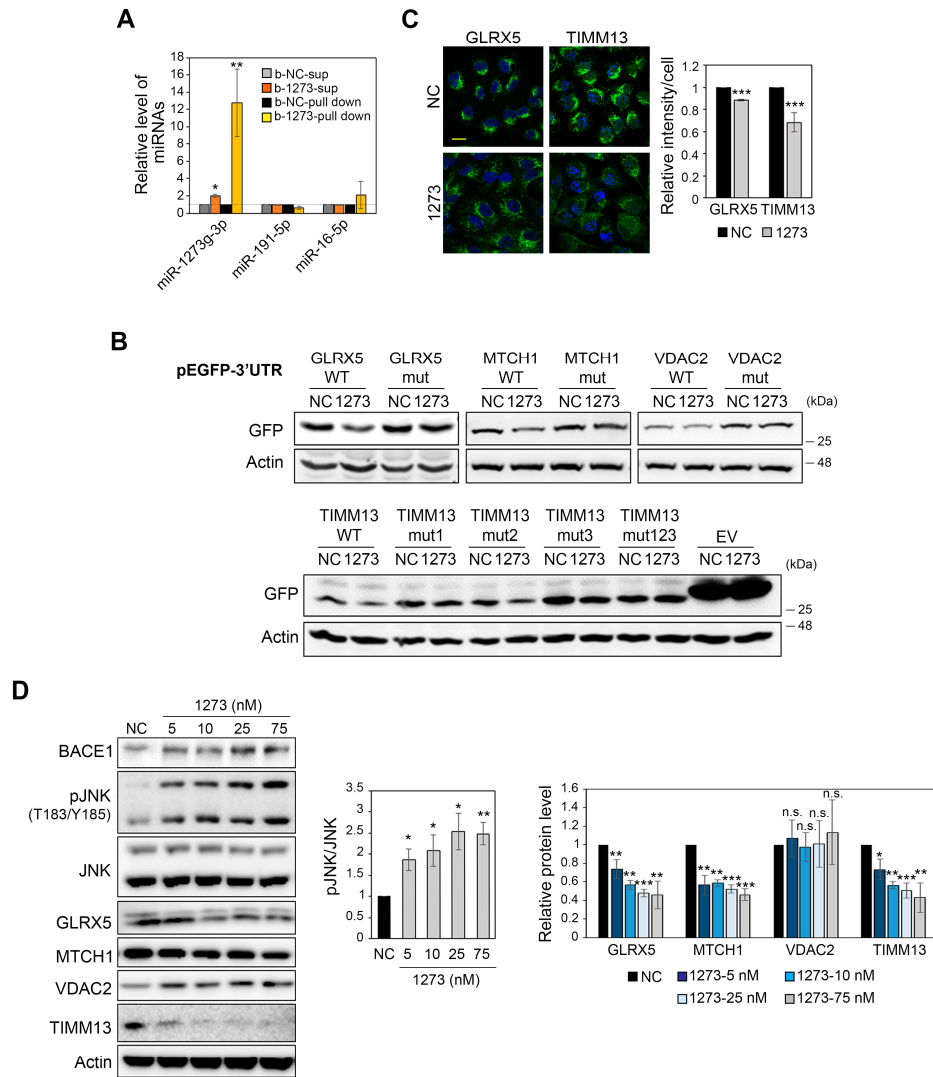 A
Relative level of
miRNAs
18
16
14
12
10
8
6
4
2
0
**
*
b-NC-sup
b-1273-sup
b-NC-pull down
b-1273-pull down
miR-1273g-3p
miR-191-5p
miR-16-5p
C
GLRX5 TIMM13
NC
1273
Relative intensity/cell
1.2
1
0.8
0.6
0.4
0.2
0
***
***
GLRX5 TIMM13
NC 1273
B
pEGFP-3'UTR
GLRX5 GLRX5 MTCH1 MTCH1 VDAC2 VDAC2
WT mut WT mut WT mut
NC 1273 NC 1273 NC 1273 NC 1273 NC 1273 NC 1273 (kDa)
GFP
25
Actin
48
TIMM13 TIMM13 TIMM13 TIMM13 TIMM13
WT mut1 mut2 mut3 mut123 EV
NC 1273 NC 1273 NC 1273 NC 1273 NC 1273 NC 1273 (kDa)
GFP
25
48
Actin
D
1273 (nM)
NC 5 10 25 75
BACE1
pJNK
(T183/Y185)
JNK
GLRX5
MTCH1
VDAC2
TIMM13
Actin
pJNK/JNK
3.5
3
2.5
2
1.5
1
0.5
0
* * * **
NC 5 10 25 75
1273 (nM)
Relative protein level
1.6
1.4
1.2
1
0.8
0.6
0.4
0.2
0
** ** *** **
** ** *** ***
n.s. n.s. n.s. n.s.
* ** *** **
GLRX5 MTCH1 VDAC2 TIMM13
NC 1273-5 nM 1273-10 nM
1273-25 nM 1273-75 nM